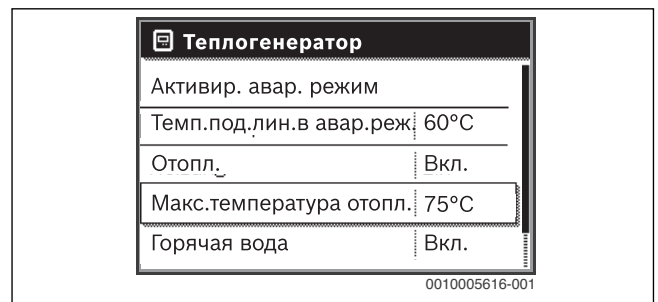 Теплогенератор
Активир. авар. режим
Темп.под.лин.в авар.реж. 60°C
Отопл. Вкл.
Макс.температура отопл. 75°C
Горячая вода Вкл.
0010005616-001